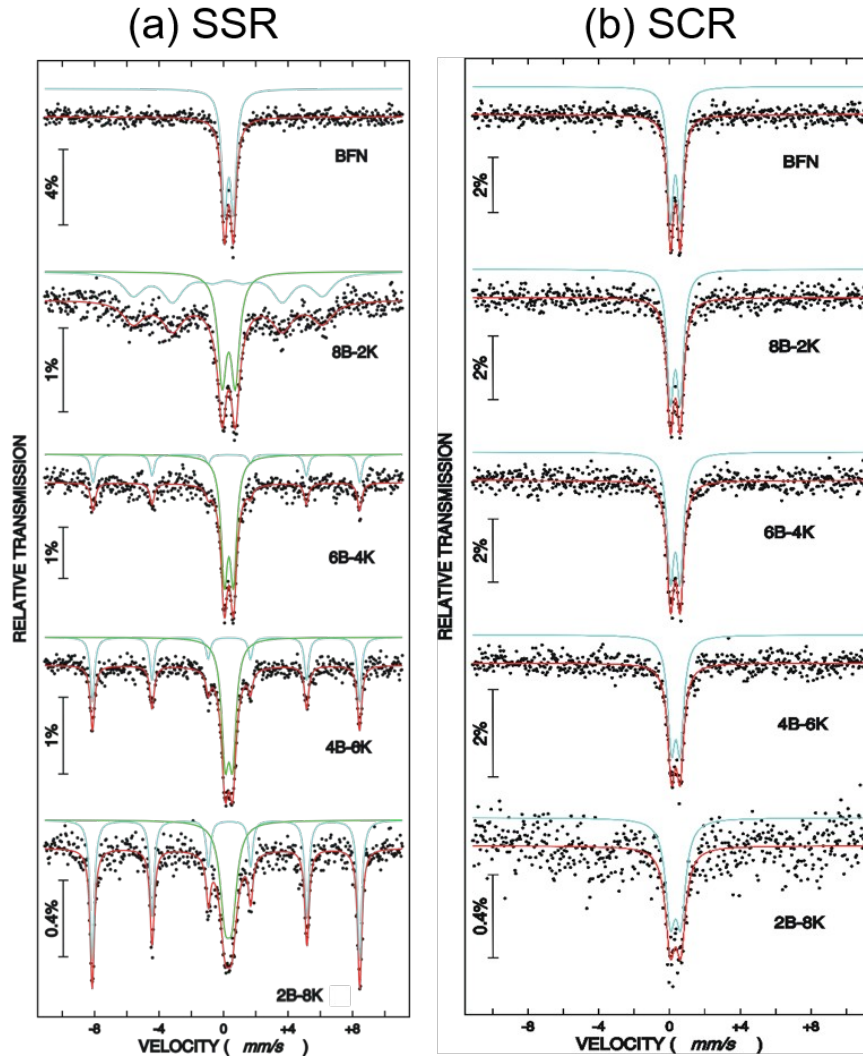 (a) SSR
(b) SCR
RELATIVE TRANSMISSION
BFN
4%
8B-2K
1%
6B-4K
1%
4B-6K
1%
2B-8K
0.4%
-8 -4 0 +4 +8
VELOCITY ( mm/s )
RELATIVE TRANSMISSION
BFN
2%
8B-2K
2%
6B-4K
2%
4B-6K
2%
2B-8K
0.4%
-8 -4 0 +4 +8
VELOCITY ( mm/s )